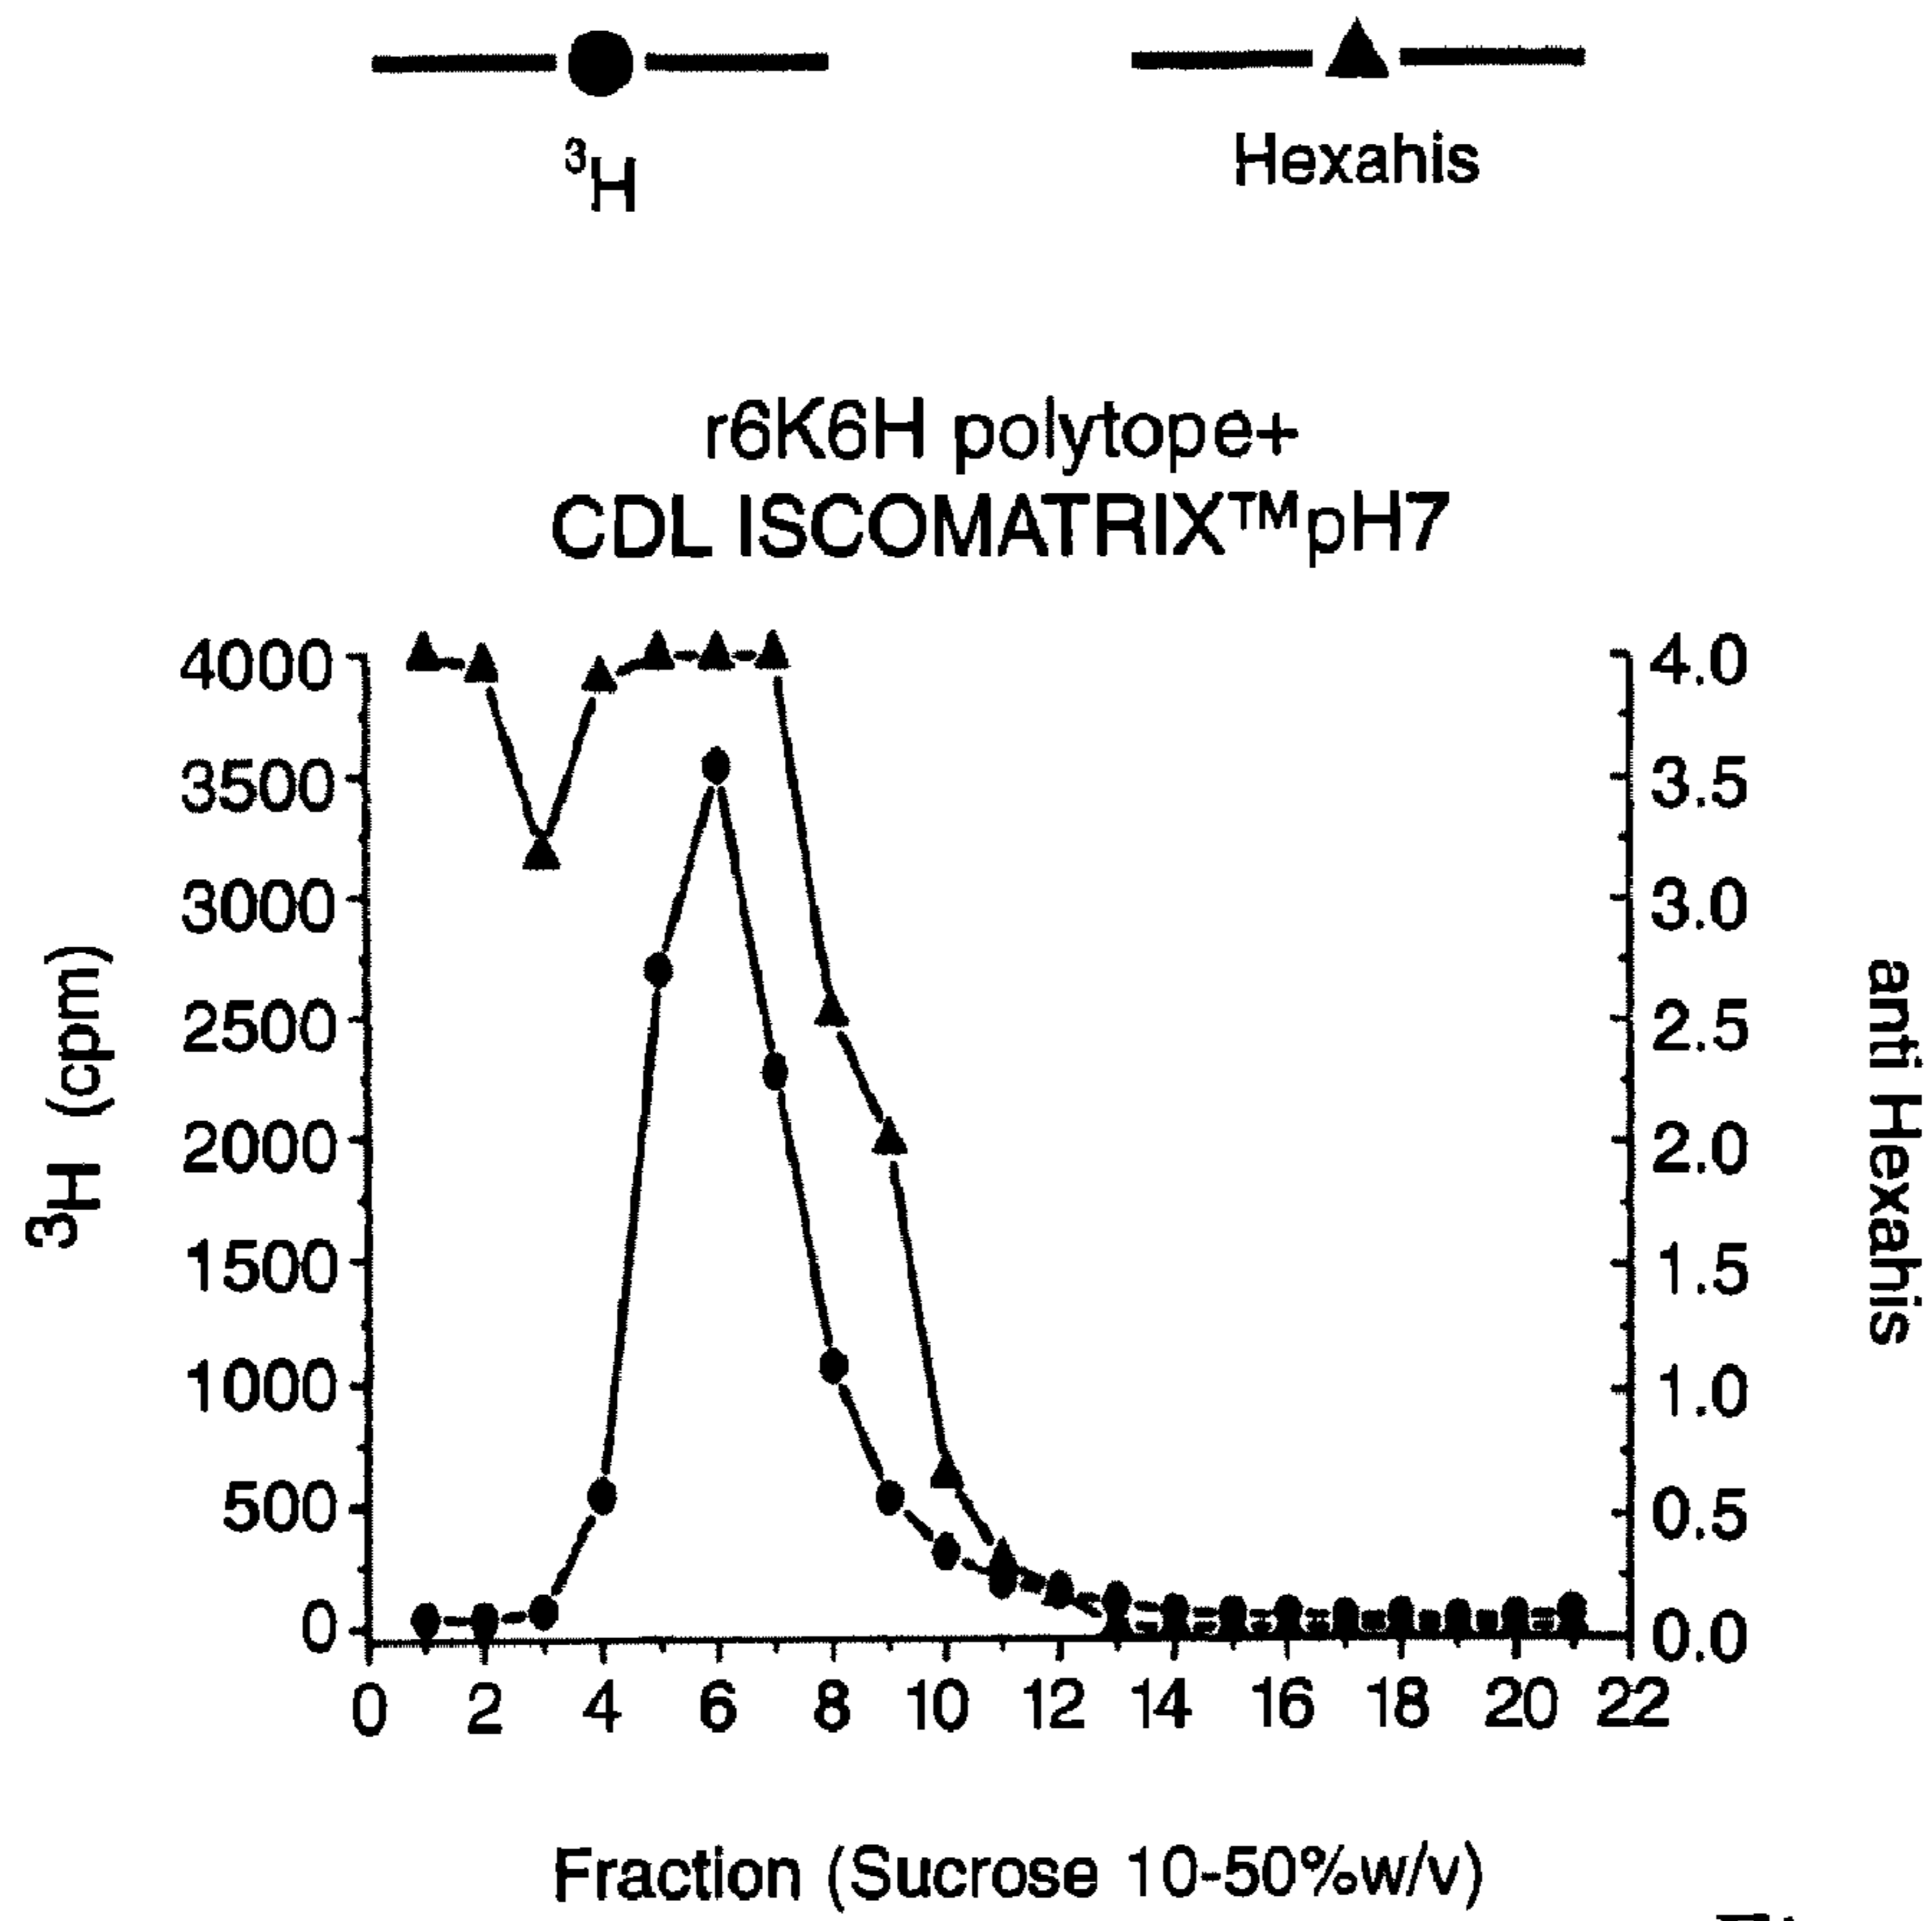 ³H
Hexahis
r6K6H polytope+
CDL ISCOMATRIX™pH7
4000
3500
3000
2500
2000
1500
1000
500
0
³H (cpm)
4.0
3.5
3.0
2.5
2.0
1.5
1.0
0.5
0.0
anti Hexahis
0 2 4 6 8 10 12 14 16 18 20 22
Fraction (Sucrose 10-50%w/v)